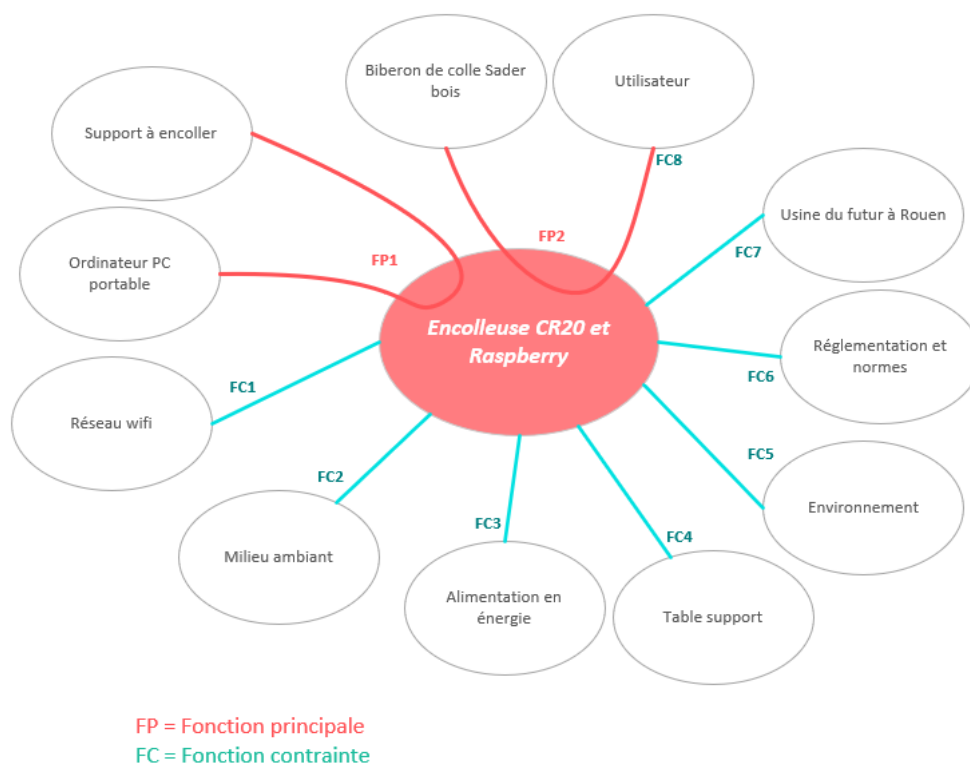 Biberon de colle Sader
bois
Utilisateur
Support à encoller
FC8
Usine du futur à Rouen
FP2
FP1
FC7
Ordinateur PC
portable
Encolleuse CR20 et
Raspberry
Réglementation et
normes
FC6
FC1
Réseau wifi
FC5
FC2
Environnement
FC3
FC4
Milieu ambiant
Alimentation en
énergie
Table support
FP = Fonction principale
FC = Fonction contrainte